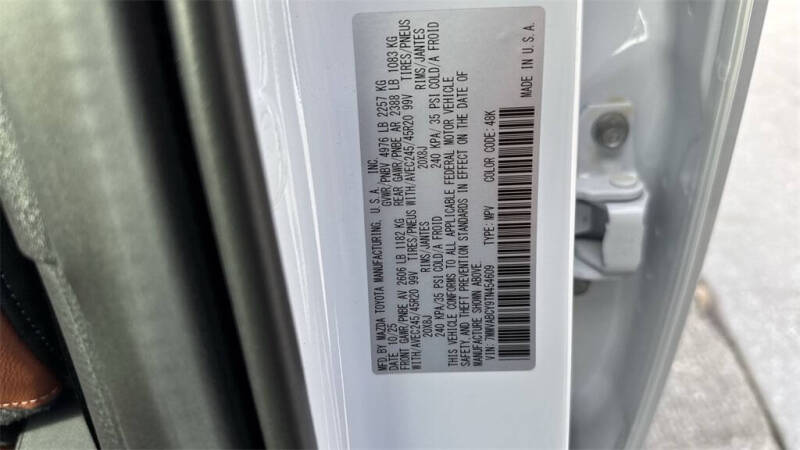 MFD BY MAZDA TOYOTA MANUFACTURING, U.S.A. INC.
DATE 10/25 GVWR/PNBV 4976 LB 2257 KG
FRONT GAWR/PNBE AV 2606 LB 1182 KG REAR GAWR/PNBE AR 2388 LB 1083 KG
WITH/AVEC245/45R20 99V TIRES/PNEUS WITH/AVEC245/45R20 99V TIRES/PNEUS
20X8J RIMS/JANTES 20X8J RIMS/JANTES
240 KPA/35 PSI COLD/A FROID 240 KPA/ 35 PSI COLD/A FROID
THIS VEHICLE CONFORMS TO ALL APPLICABLE FEDERAL MOTOR VEHICLE
SAFETY AND THEFT PREVENTION STANDARDS IN EFFECT ON THE DATE OF
MANUFACTURE SHOWN ABOVE.
VIN: 7MMVABCY9TN454609 TYPE: MPV COLOR CODE: 48K
MADE IN U.S.A.